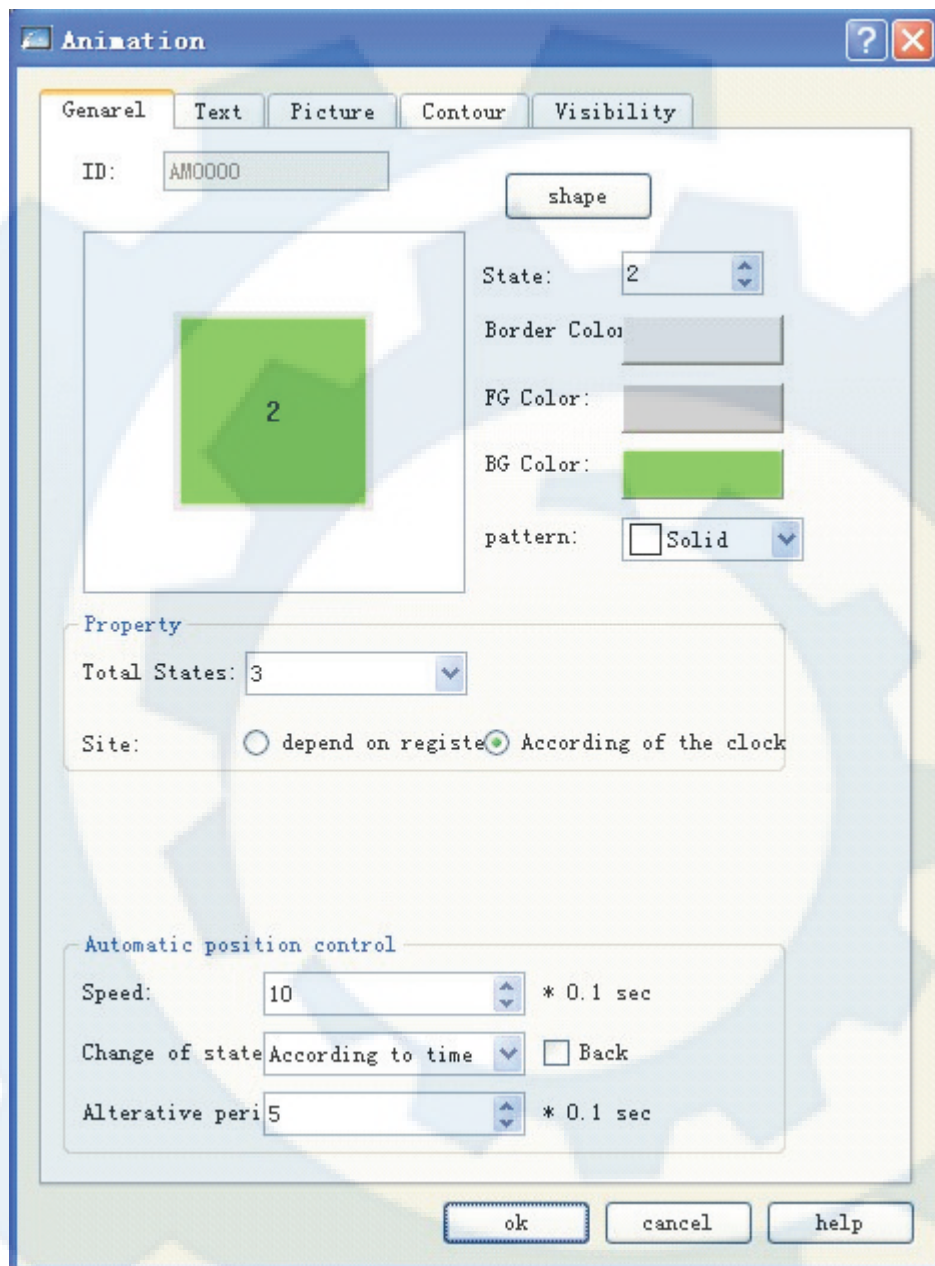 Animation
Genarel Text Picture Contour Visibility
ID: AM0000
shape
State: 2
Border Color
FG Color:
2
BG Color:
pattern: Solid
Property
Total States: 3
Site: depend on registe According of the clock
Automatic position control
Speed: 10 * 0.1 sec
Change of state According to time Back
Alterative peri 5 * 0.1 sec
ok cancel help